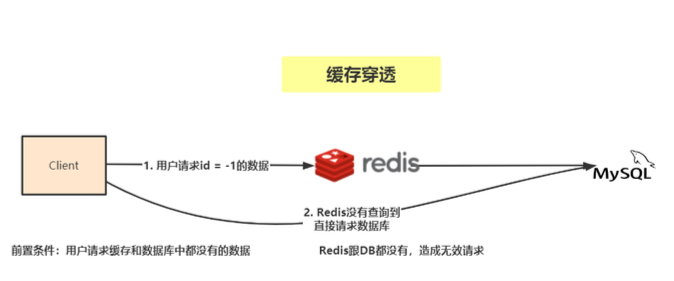 缓存穿透
Client
1. 用户请求id = -1的数据
redis
MySQL
2. Redis没有查询到
直接请求数据库
前置条件：用户请求缓存和数据库中都没有的数据
Redis跟DB都没有，造成无效请求